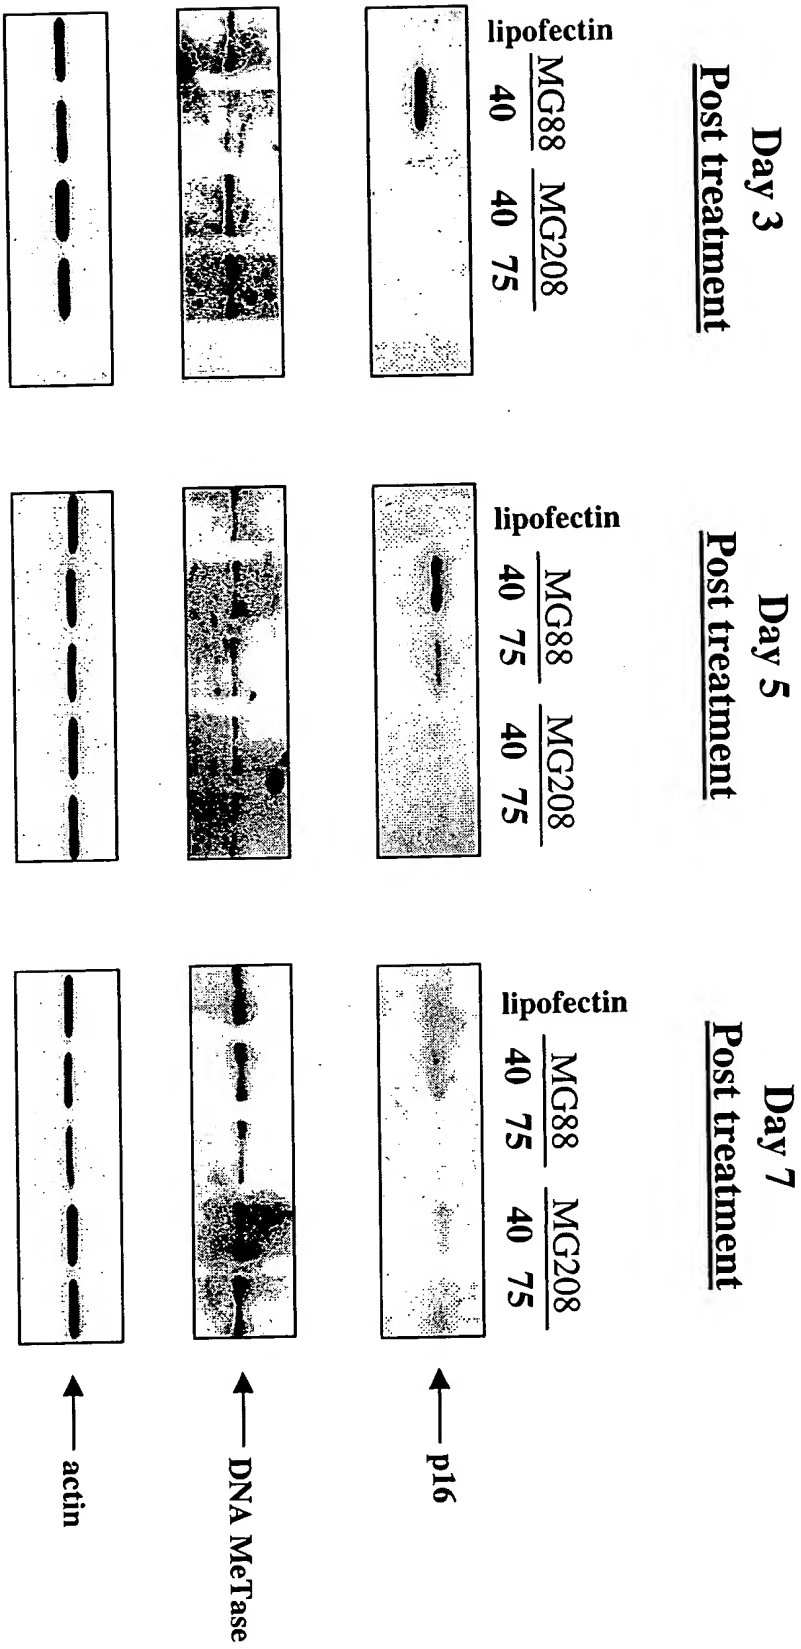 Day 3
Post treatment
MG88 MG208
lipofectin 40 40 75
Day 5
Post treatment
MG88 MG208
lipofectin 40 75 40 75
Day 7
Post treatment
MG88 MG208
lipofectin 40 75 40 75
p16
DNA MeTase
actin